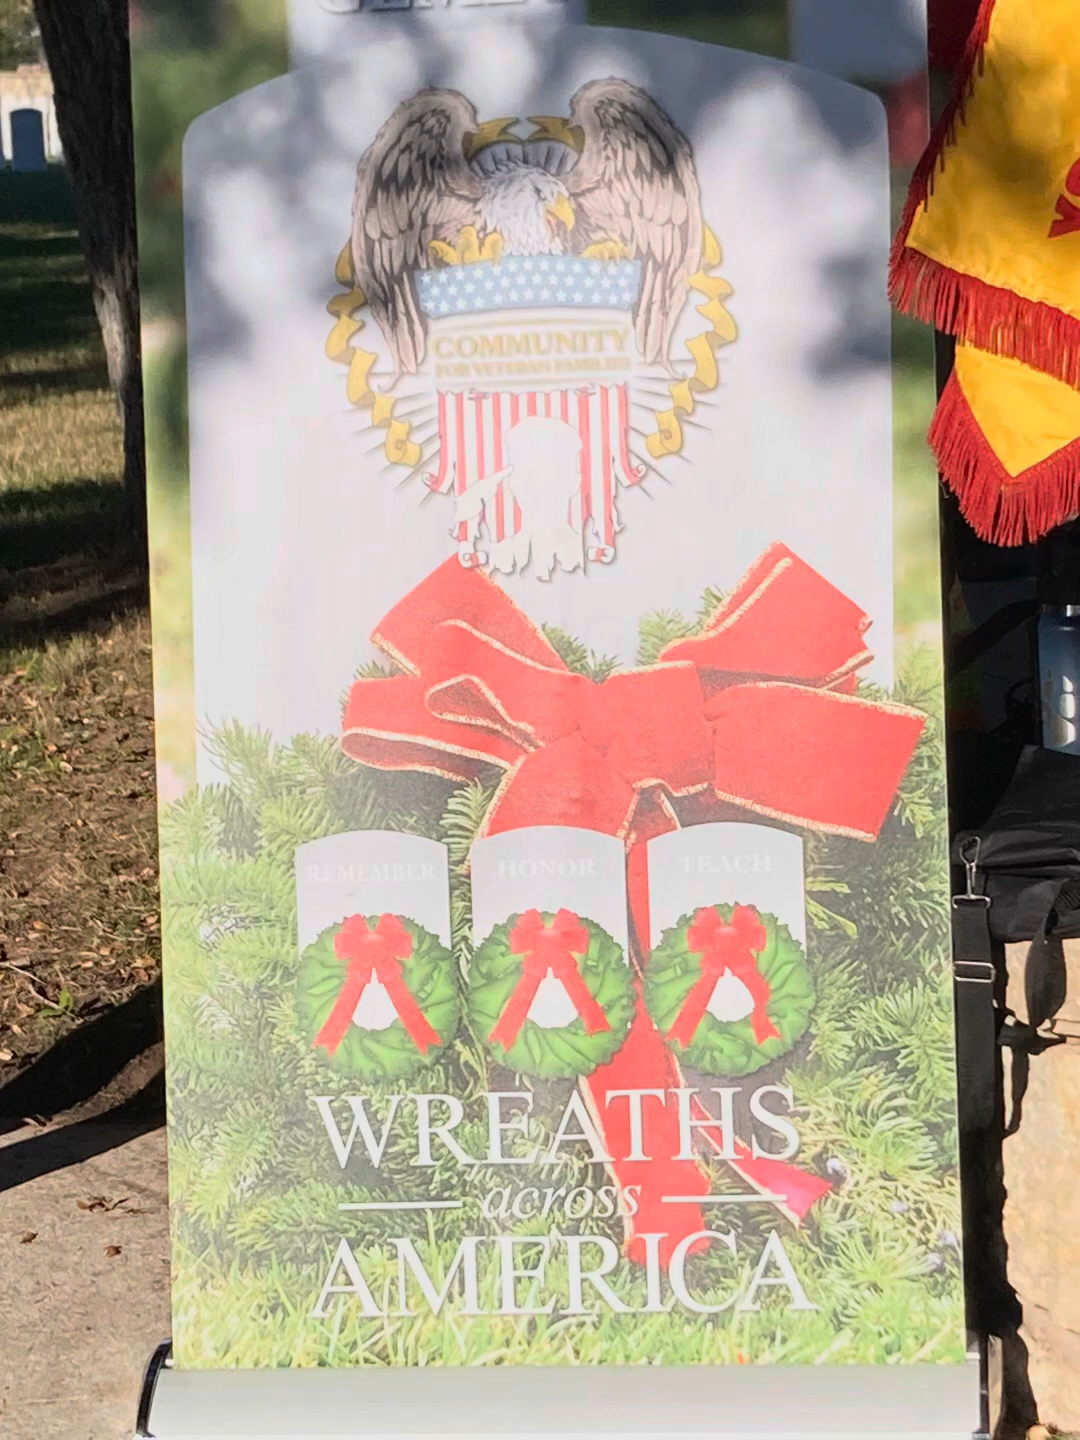 COMMUNITY
FOR VETERAN FAMILIES
REMEMBER
HONOR
TEACH
WREATHS
across
AMERICA